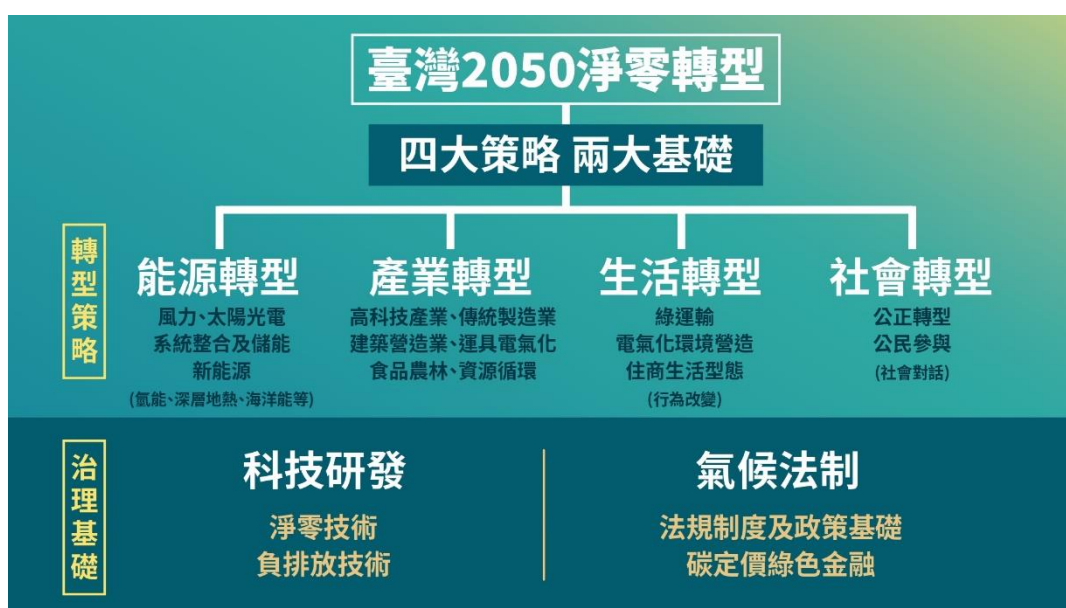 臺灣2050淨零轉型
四大策略 兩大基礎
轉型策略
能源轉型
風力、太陽光電
系統整合及儲能
新能源
(氫能、深層地熱、海洋能等)
產業轉型
高科技產業、傳統製造業
建築營造業、運具電氣化
食品農林、資源循環
生活轉型
綠運輸
電氣化環境營造
住商生活型態
(行為改變)
社會轉型
公正轉型
公民參與
(社會對話)
治理基礎
科技研發
淨零技術
負排放技術
氣候法制
法規制度及政策基礎
碳定價綠色金融